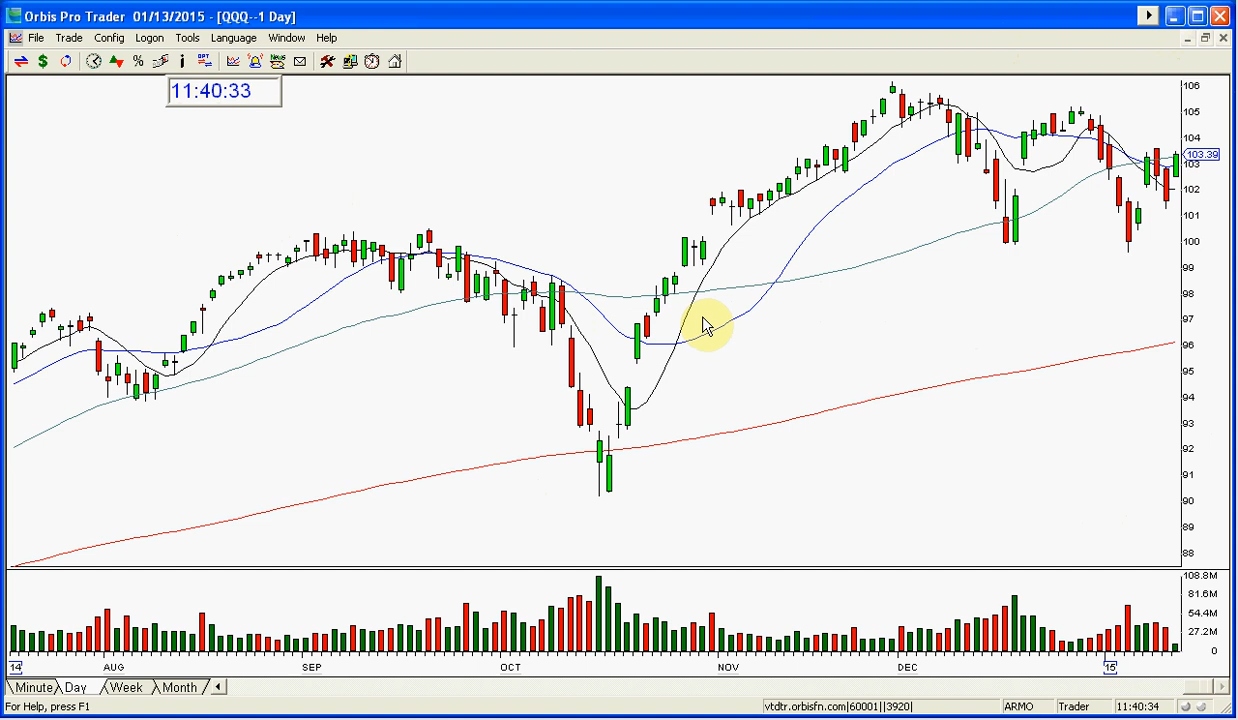 Orbis Pro Trader 01/13/2015 - [QQQ--1 Day]
File Trade Config Logon Tools Language Window Help
$ % i OPT News
11:40:33
106
105
104
103.39
103
102
101
100
99
98
97
96
95
94
93
92
91
90
89
88
108.8M
81.6M
54.4M
27.2M
0
14 AUG SEP OCT NOV DEC 15
Minute Day Week Month
For Help, press F1 vtdtr.orbisfn.com|60001||3920| ARMO Trader 11:40:34